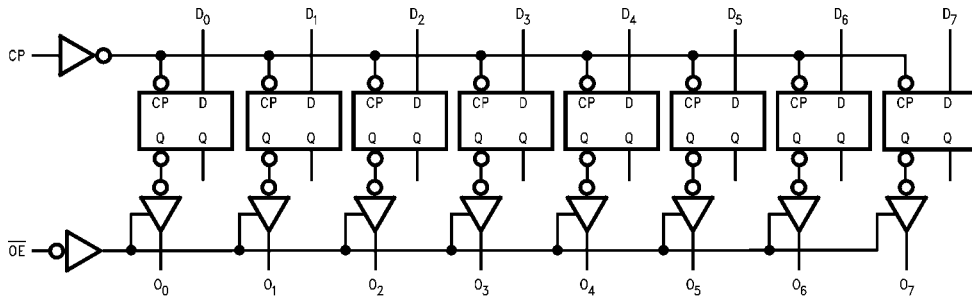 D₀ D₁ D₂ D₃ D₄ D₅ D₆ D₇
CP
CP D CP D CP D CP D CP D CP D CP D CP D
Q Q Q Q Q Q Q Q Q Q Q Q Q Q Q Q
O̅E̅
O₀ O₁ O₂ O₃ O₄ O₅ O₆ O₇